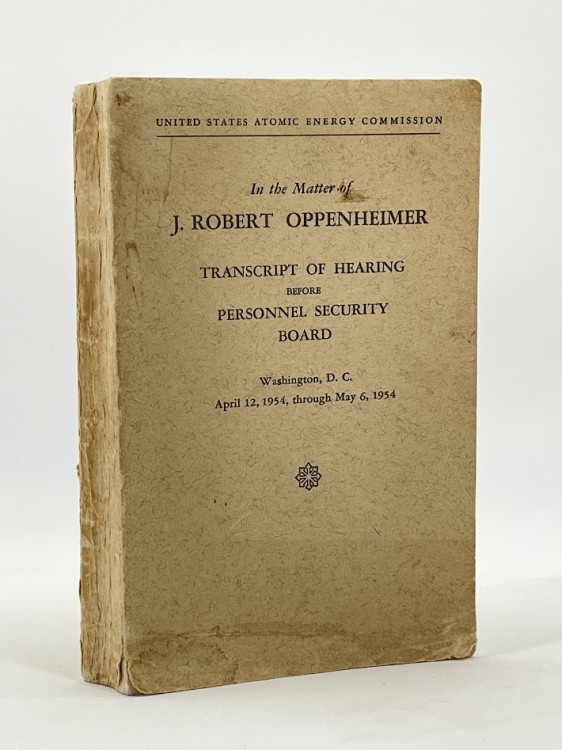 UNITED STATES ATOMIC ENERGY COMMISSION
In the Matter of
J. ROBERT OPPENHEIMER
TRANSCRIPT OF HEARING
BEFORE
PERSONNEL SECURITY
BOARD
Washington, D. C.
April 12, 1954, through May 6, 1954